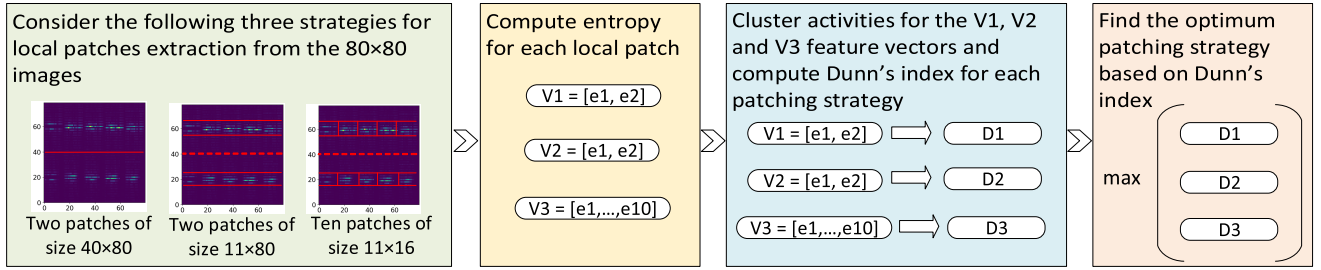 Consider the following three strategies for
local patches extraction from the 80×80
images
60
40
20
0
0
20
40
60
Two patches of
size 40×80
60
40
20
0
0
20
40
60
Two patches of
size 11×80
60
40
20
0
0
20
40
60
Ten patches of
size 11×16
Compute entropy
for each local patch
V1 = [e1, e2]
V2 = [e1, e2]
V3 = [e1,...,e10]
Cluster activities for the V1, V2
and V3 feature vectors and
compute Dunn's index for each
patching strategy
V1 = [e1, e2]
D1
V2 = [e1, e2]
D2
V3 = [e1,...,e10]
D3
Find the optimum
patching strategy
based on Dunn's
index
max
D1
D2
D3